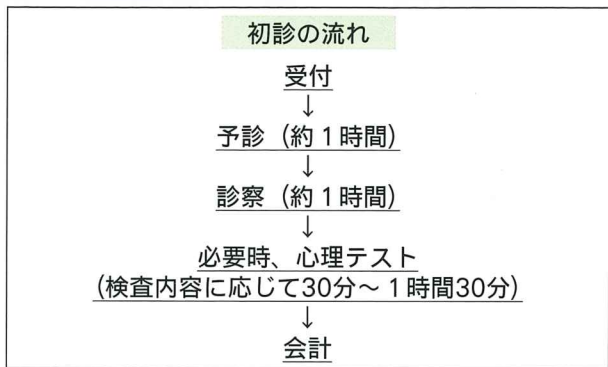 初診の流れ
受付
↓
予診（約１時間）
↓
診察（約１時間）
↓
必要時、心理テスト
（検査内容に応じて30分～１時間30分）
↓
会計